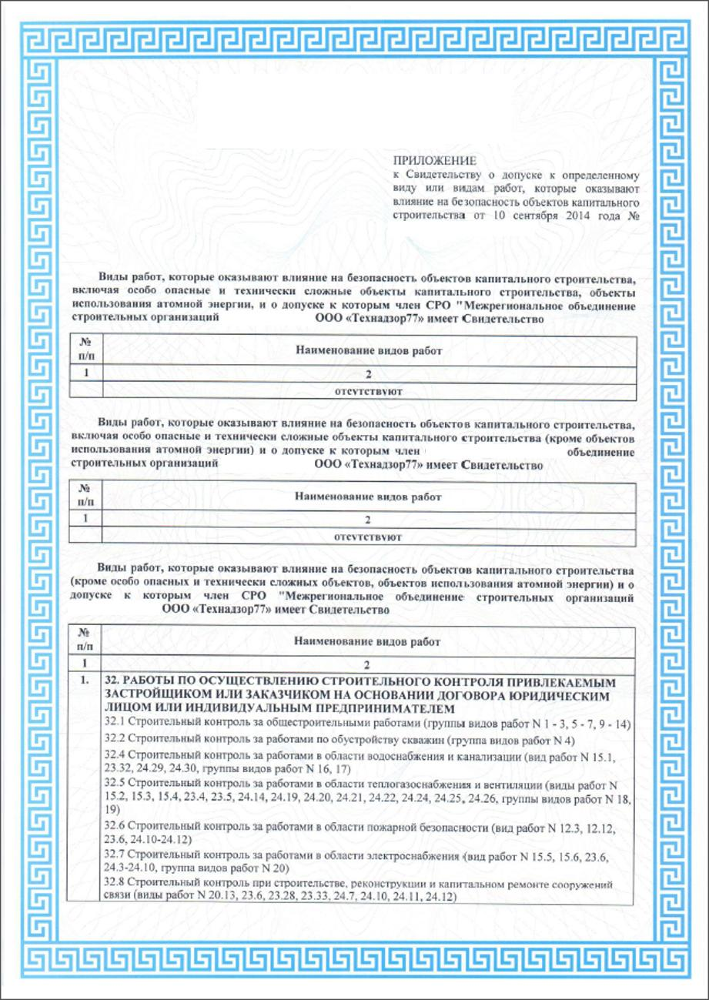 ПРИЛОЖЕНИЕ
к Свидетельству о допуске к определенному
виду или видам работ, которые оказывают
влияние на безопасность объектов капитального
строительства от 10 сентября 2014 года №
Виды работ, которые оказывают влияние на безопасность объектов капитального строительства,
включая особо опасные и технически сложные объекты капитального строительства, объекты
использования атомной энергии, и о допуске к которым член СРО "Межрегиональное объединение
строительных организаций ООО «Технадзор77» имеет Свидетельство
№
п/п
Наименование видов работ
1 2
отсутствуют
Виды работ, которые оказывают влияние на безопасность объектов капитального строительства,
включая особо опасные и технически сложные объекты капитального строительства (кроме объектов
использования атомной энергии) и о допуске к которым член объединение
строительных организаций ООО «Технадзор77» имеет Свидетельство
№
п/п
Наименование видов работ
1 2
отсутствуют
Виды работ, которые оказывают влияние на безопасность объектов капитального строительства
(кроме особо опасных и технически сложных объектов, объектов использования атомной энергии) и о
допуске к которым член СРО "Межрегиональное объединение строительных организаций
ООО «Технадзор77» имеет Свидетельство
№
п/п
Наименование видов работ
1 2
1. 32. РАБОТЫ ПО ОСУЩЕСТВЛЕНИЮ СТРОИТЕЛЬНОГО КОНТРОЛЯ ПРИВЛЕКАЕМЫМ
ЗАСТРОЙЩИКОМ ИЛИ ЗАКАЗЧИКОМ НА ОСНОВАНИИ ДОГОВОРА ЮРИДИЧЕСКИМ
ЛИЦОМ ИЛИ ИНДИВИДУАЛЬНЫМ ПРЕДПРИНИМАТЕЛЕМ
32.1 Строительный контроль за общестроительными работами (группы видов работ N 1 - 3, 5 - 7, 9 - 14)
32.2 Строительный контроль за работами по обустройству скважин (группа видов работ N 4)
32.4 Строительный контроль за работами в области водоснабжения и канализации (вид работ N 15.1,
23.32, 24.29, 24.30, группы видов работ N 16, 17)
32.5 Строительный контроль за работами в области теплогазоснабжения и вентиляции (виды работ N
15.2, 15.3, 15.4, 23.4, 23.5, 24.14, 24.19, 24.20, 24.21, 24.22, 24.24, 24.25, 24.26, группы видов работ N 18,
19)
32.6 Строительный контроль за работами в области пожарной безопасности (вид работ N 12.3, 12.12,
23.6, 24.10-24.12)
32.7 Строительный контроль за работами в области электроснабжения (вид работ N 15.5, 15.6, 23.6,
24.3-24.10, группа видов работ N 20)
32.8 Строительный контроль при строительстве, реконструкции и капитальном ремонте сооружений
связи (виды работ N 20.13, 23.6, 23.28, 23.33, 24.7, 24.10, 24.11, 24.12)